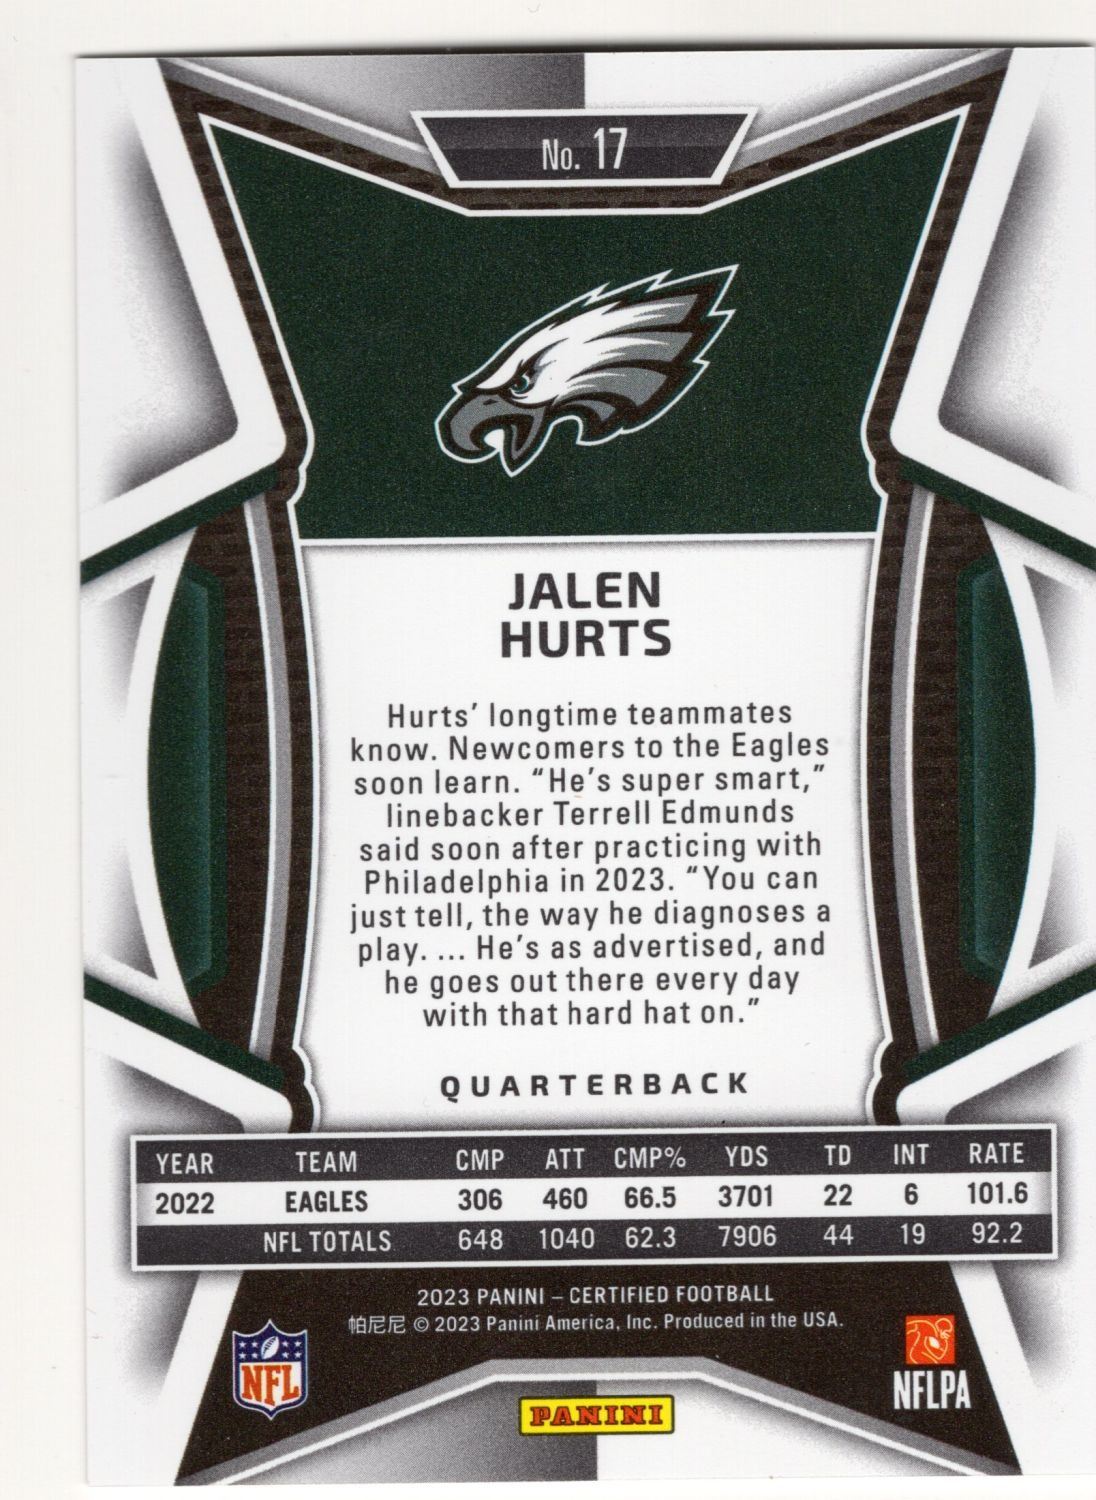 No. 17
JALEN
HURTS
Hurts’ longtime teammates
know. Newcomers to the Eagles
soon learn. “He’s super smart,”
linebacker Terrell Edmunds
said soon after practicing with
Philadelphia in 2023. “You can
just tell, the way he diagnoses a
play. ... He’s as advertised, and
he goes out there every day
with that hard hat on.”
QUARTERBACK
YEAR TEAM CMP ATT CMP% YDS TD INT RATE
2022 EAGLES 306 460 66.5 3701 22 6 101.6
NFL TOTALS 648 1040 62.3 7906 44 19 92.2
2023 PANINI – CERTIFIED FOOTBALL
帕尼尼 © 2023 Panini America, Inc. Produced in the USA.
NFL
NFLPA
PANINI